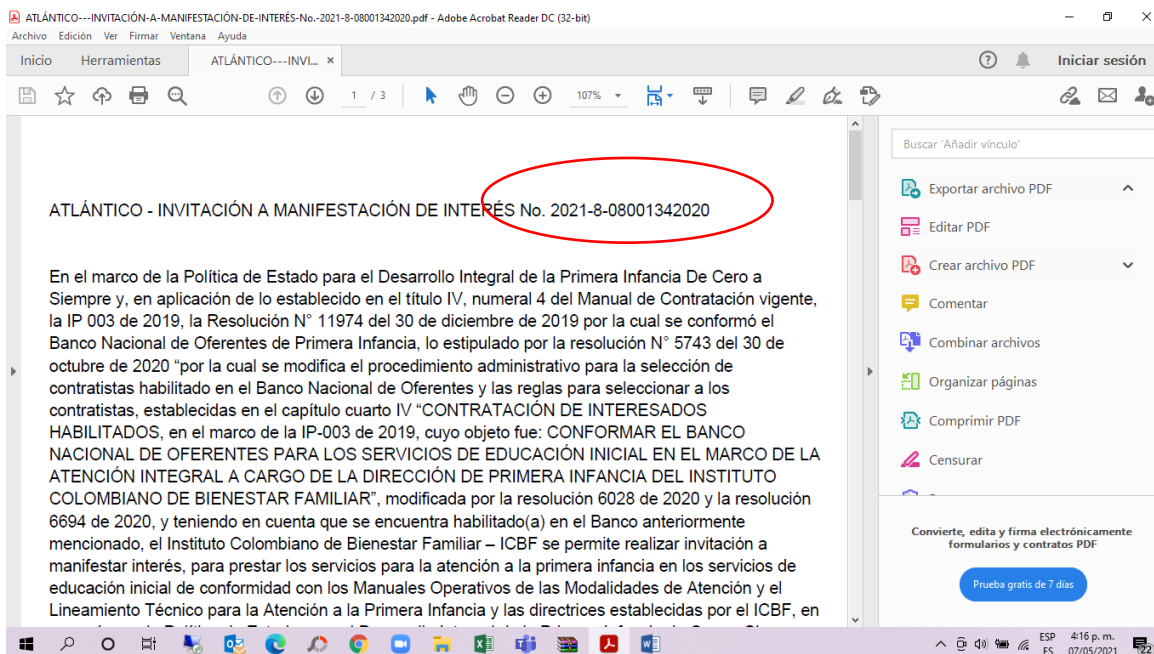 ATLÁNTICO---INVITACIÓN-A-MANIFESTACIÓN-DE-INTERÉS-No.-2021-8-08001342020.pdf - Adobe Acrobat Reader DC (32-bit)
Archivo Edición Ver Firmar Ventana Ayuda
Inicio Herramientas ATLÁNTICO---INVI... × Iniciar sesión
1 / 3 107%
Buscar 'Añadir vínculo'
Exportar archivo PDF
Editar PDF
Crear archivo PDF
Comentar
Combinar archivos
Organizar páginas
Comprimir PDF
Censurar
Convierte, edita y firma electrónicamente
formularios y contratos PDF
Prueba gratis de 7 días
ATLÁNTICO - INVITACIÓN A MANIFESTACIÓN DE INTERÉS No. 2021-8-08001342020
En el marco de la Política de Estado para el Desarrollo Integral de la Primera Infancia De Cero a
Siempre y, en aplicación de lo establecido en el título IV, numeral 4 del Manual de Contratación vigente,
la IP 003 de 2019, la Resolución N° 11974 del 30 de diciembre de 2019 por la cual se conformó el
Banco Nacional de Oferentes de Primera Infancia, lo estipulado por la resolución N° 5743 del 30 de
octubre de 2020 “por la cual se modifica el procedimiento administrativo para la selección de
contratistas habilitado en el Banco Nacional de Oferentes y las reglas para seleccionar a los
contratistas, establecidas en el capítulo cuarto IV “CONTRATACIÓN DE INTERESADOS
HABILITADOS, en el marco de la IP-003 de 2019, cuyo objeto fue: CONFORMAR EL BANCO
NACIONAL DE OFERENTES PARA LOS SERVICIOS DE EDUCACIÓN INICIAL EN EL MARCO DE LA
ATENCIÓN INTEGRAL A CARGO DE LA DIRECCIÓN DE PRIMERA INFANCIA DEL INSTITUTO
COLOMBIANO DE BIENESTAR FAMILIAR”, modificada por la resolución 6028 de 2020 y la resolución
6694 de 2020, y teniendo en cuenta que se encuentra habilitado(a) en el Banco anteriormente
mencionado, el Instituto Colombiano de Bienestar Familiar – ICBF se permite realizar invitación a
manifestar interés, para prestar los servicios para la atención a la primera infancia en los servicios de
educación inicial de conformidad con los Manuales Operativos de las Modalidades de Atención y el
Lineamiento Técnico para la Atención a la Primera Infancia y las directrices establecidas por el ICBF, en
ESP 4:16 p. m.
ES 07/05/2021 22